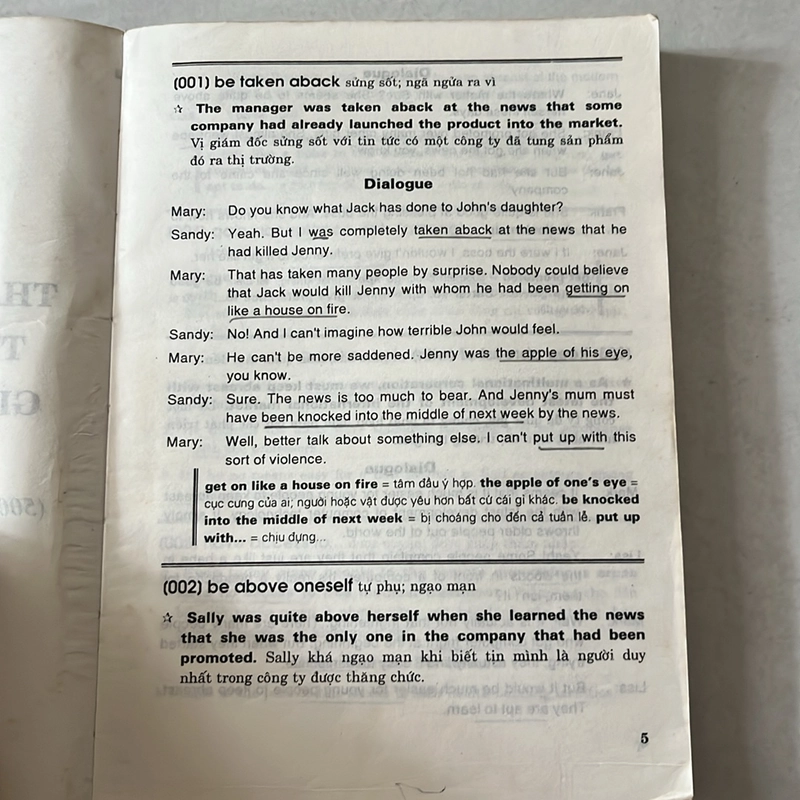 (001) be taken aback sửng sốt; ngã ngửa ra vì
☆ The manager was taken aback at the news that some
company had already launched the product into the market.
Vị giám đốc sửng sốt với tin tức có một công ty đã tung sản phẩm
đó ra thị trường.
Dialogue
Mary: Do you know what Jack has done to John's daughter?
Sandy: Yeah. But I was completely taken aback at the news that he
had killed Jenny.
Mary: That has taken many people by surprise. Nobody could believe
that Jack would kill Jenny with whom he had been getting on
like a house on fire.
Sandy: No! And I can't imagine how terrible John would feel.
Mary: He can't be more saddened. Jenny was the apple of his eye,
you know.
Sandy: Sure. The news is too much to bear. And Jenny's mum must
have been knocked into the middle of next week by the news.
Mary: Well, better talk about something else. I can't put up with this
sort of violence.
get on like a house on fire = tâm đầu ý hợp. the apple of one's eye =
cục cưng của ai; người hoặc vật được yêu hơn bất cứ cái gì khác. be knocked
into the middle of next week = bị choáng cho đến cả tuần lễ. put up
with... = chịu đựng...
(002) be above oneself tự phụ; ngạo mạn
☆ Sally was quite above herself when she learned the news
that she was the only one in the company that had been
promoted. Sally khá ngạo mạn khi biết tin mình là người duy
nhất trong công ty được thăng chức.
5